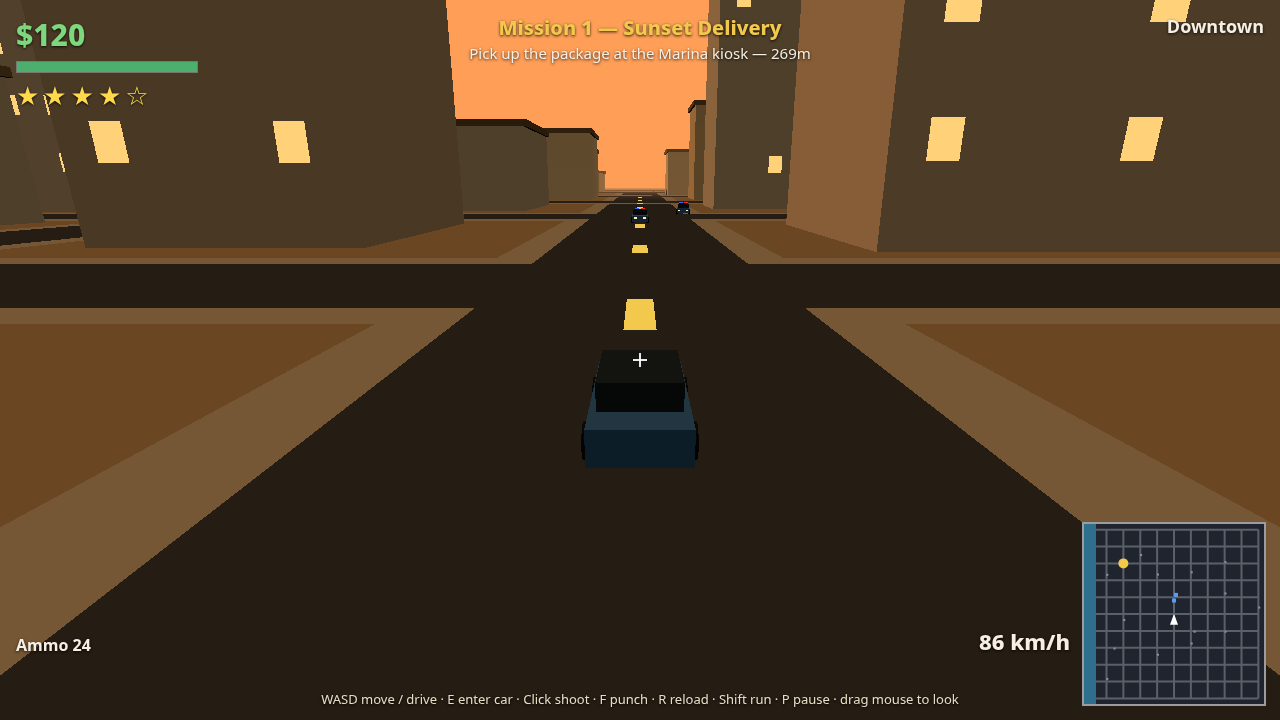 $120
Mission 1 — Sunset Delivery
Pick up the package at the Marina kiosk — 269m
Downtown
★★★★☆
Ammo 24
86 km/h
WASD move / drive · E enter car · Click shoot · F punch · R reload · Shift run · P pause · drag mouse to look